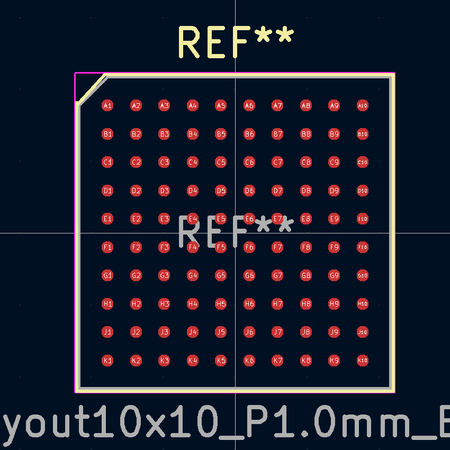 REF**
A1 A2 A3 A4 A5 A6 A7 A8 A9 A10
B1 B2 B3 B4 B5 B6 B7 B8 B9 B10
C1 C2 C3 C4 C5 C6 C7 C8 C9 C10
D1 D2 D3 D4 D5 D6 D7 D8 D9 D10
E1 E2 E3 E4 E5 E6 E7 E8 E9 E10
REF**
F1 F2 F3 F4 F5 F6 F7 F8 F9 F10
G1 G2 G3 G4 G5 G6 G7 G8 G9 G10
H1 H2 H3 H4 H5 H6 H7 H8 H9 H10
J1 J2 J3 J4 J5 J6 J7 J8 J9 J10
K1 K2 K3 K4 K5 K6 K7 K8 K9 K10
yout10x10_P1.0mm_